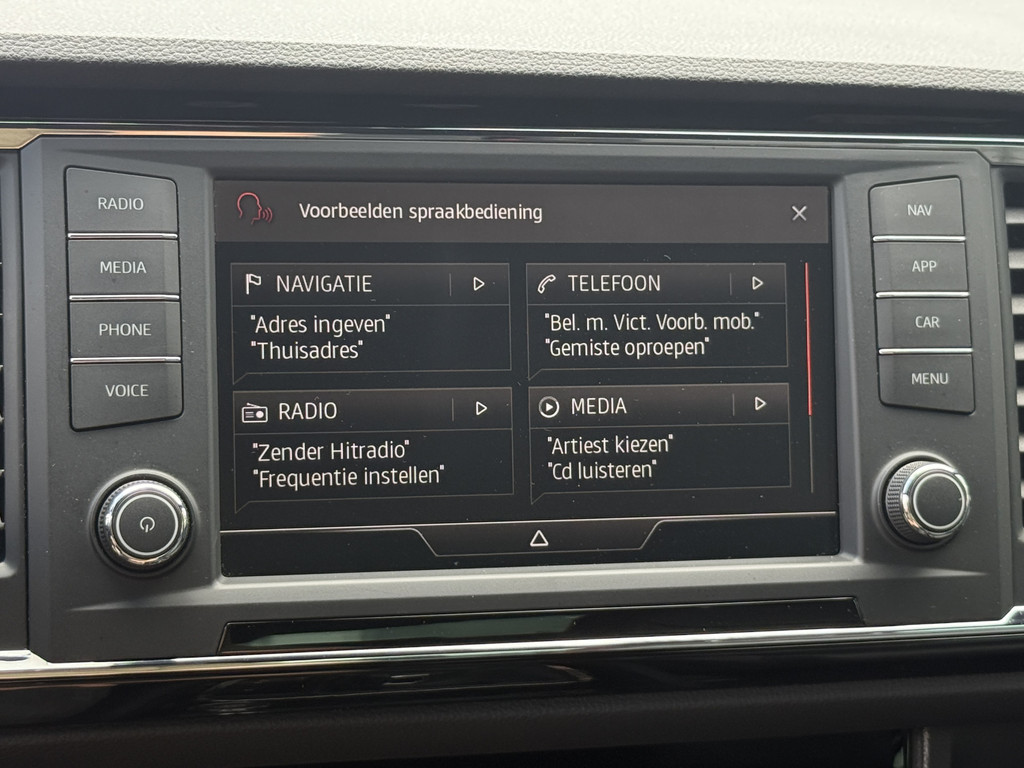 RADIO
MEDIA
PHONE
VOICE
Voorbeelden spraakbediening
NAVIGATIE
"Adres ingeven"
"Thuisadres"
TELEFOON
"Bel. m. Vict. Voorb. mob."
"Gemiste oproepen"
RADIO
"Zender Hitradio"
"Frequentie instellen"
MEDIA
"Artiest kiezen"
"Cd luisteren"
NAV
APP
CAR
MENU